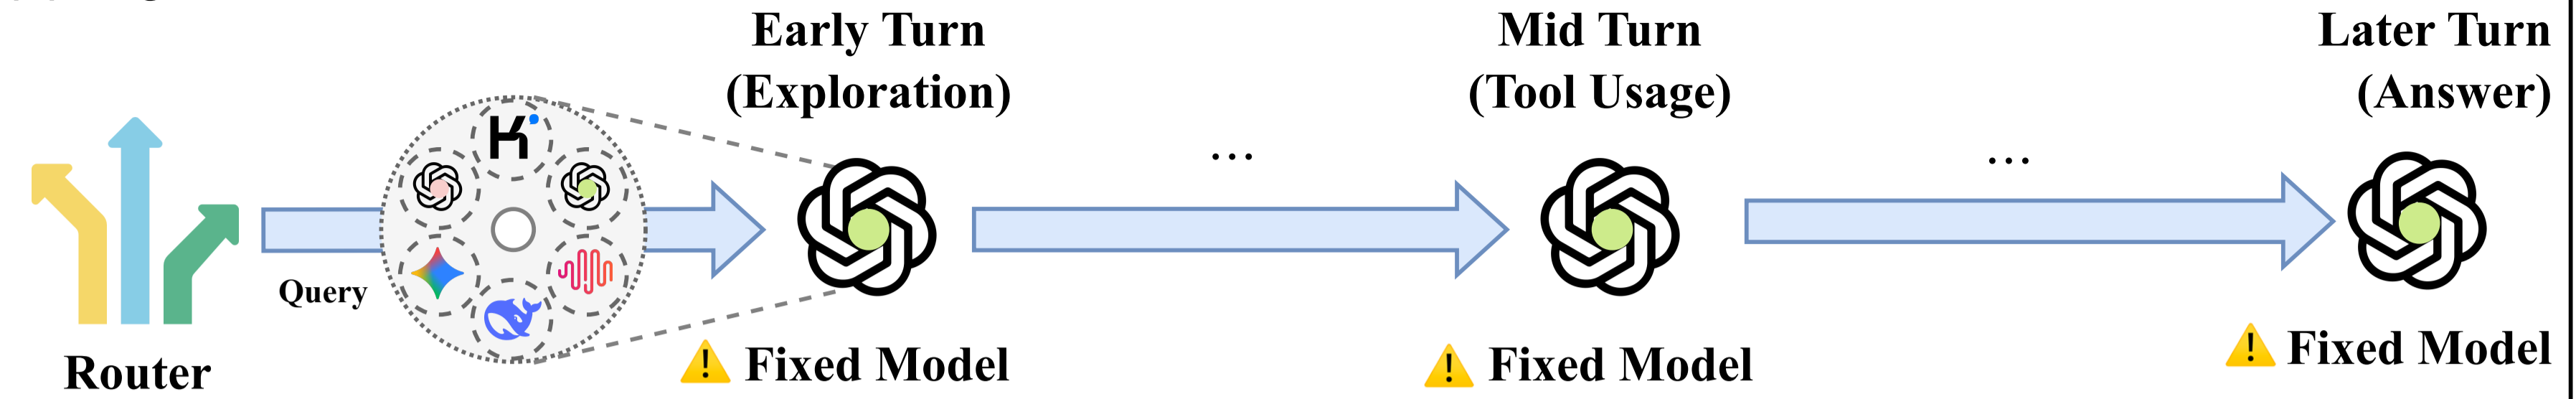 Early Turn
(Exploration)
Mid Turn
(Tool Usage)
Later Turn
(Answer)
...
...
Query
Router
Fixed Model
Fixed Model
Fixed Model